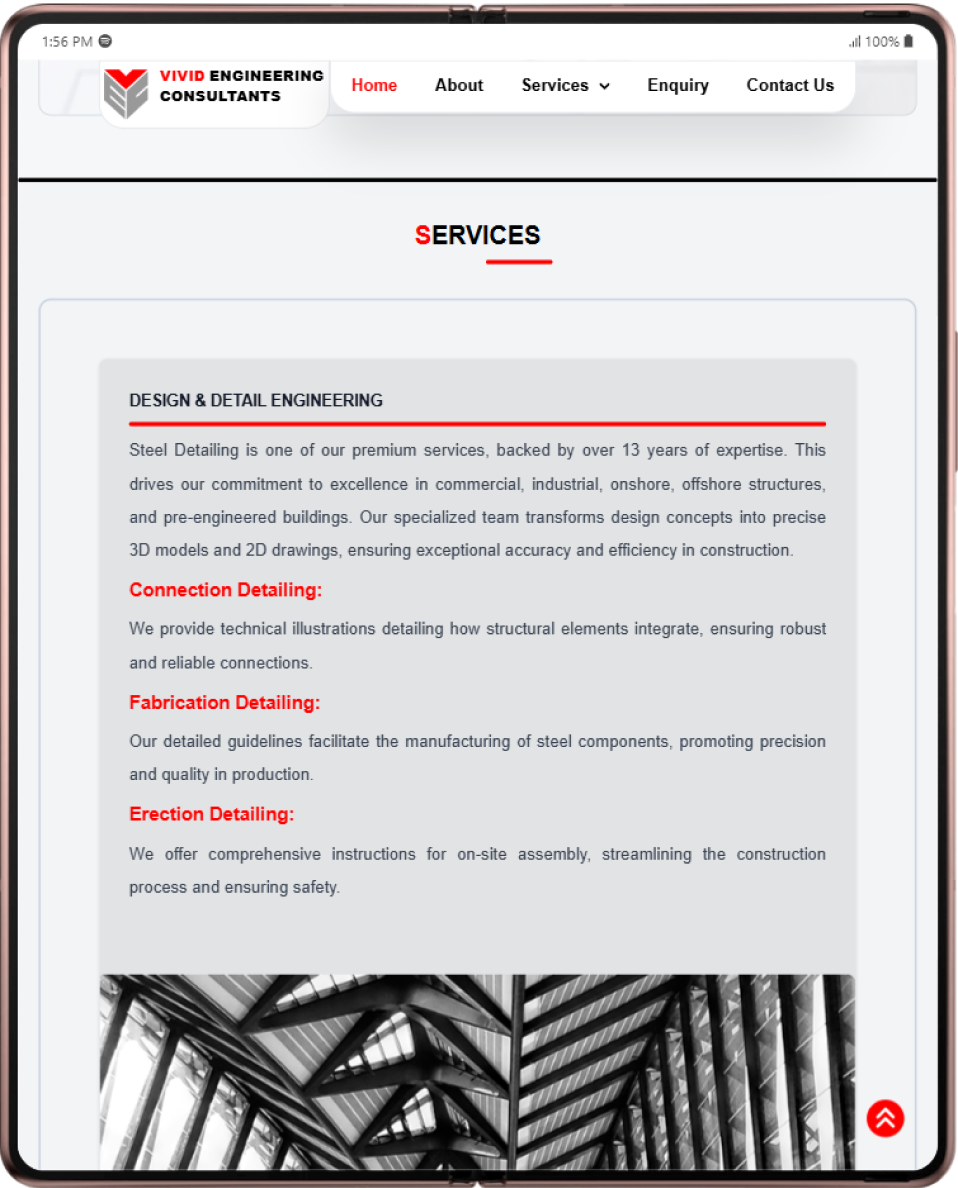 1:56 PM
100%
VIVID ENGINEERING
CONSULTANTS
Home About Services Enquiry Contact Us
SERVICES
DESIGN & DETAIL ENGINEERING
Steel Detailing is one of our premium services, backed by over 13 years of expertise. This
drives our commitment to excellence in commercial, industrial, onshore, offshore structures,
and pre-engineered buildings. Our specialized team transforms design concepts into precise
3D models and 2D drawings, ensuring exceptional accuracy and efficiency in construction.
Connection Detailing:
We provide technical illustrations detailing how structural elements integrate, ensuring robust
and reliable connections.
Fabrication Detailing:
Our detailed guidelines facilitate the manufacturing of steel components, promoting precision
and quality in production.
Erection Detailing:
We offer comprehensive instructions for on-site assembly, streamlining the construction
process and ensuring safety.